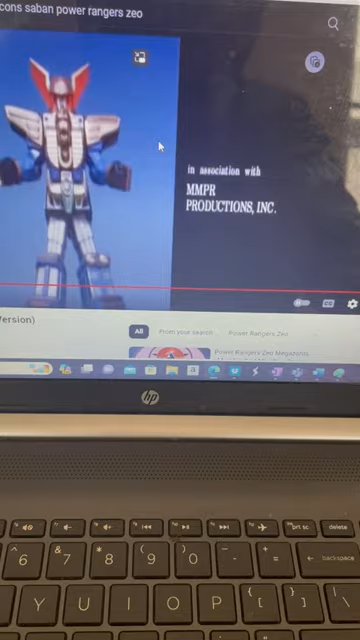 cons saban power rangers zeo
in association with
MMPR
PRODUCTIONS, INC.
Version)
All
From your search
Power Rangers Zeo
Power Rangers Zeo Megazords
hp
prt sc
delete
^ 6
& 7
* 8
( 9
) 0
_ -
+ =
← backspace
Y U I O P { [ } ] | \